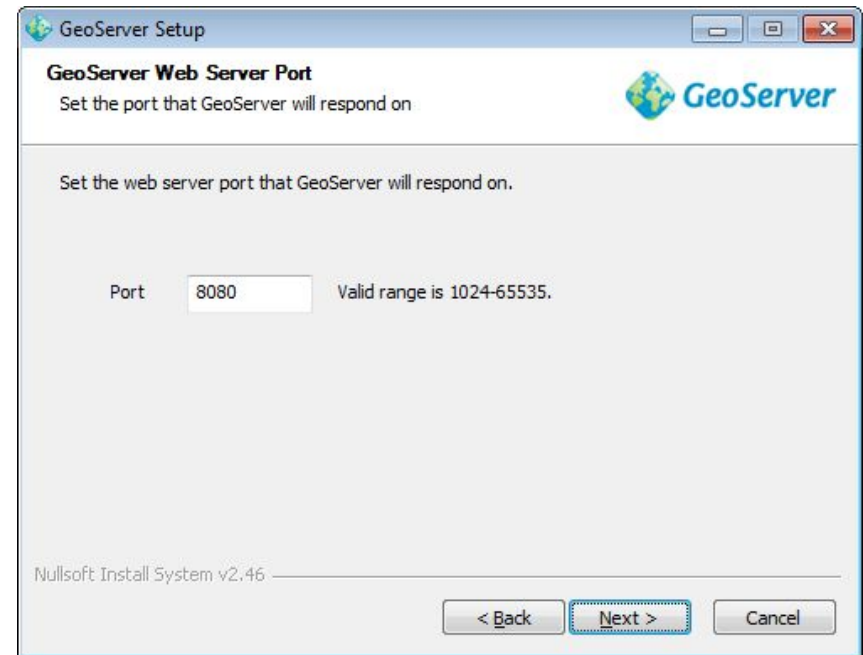 GeoServer Setup
GeoServer Web Server Port
Set the port that GeoServer will respond on
GeoServer
Set the web server port that GeoServer will respond on.
Port 8080 Valid range is 1024-65535.
Nullsoft Install System v2.46
< Back Next > Cancel